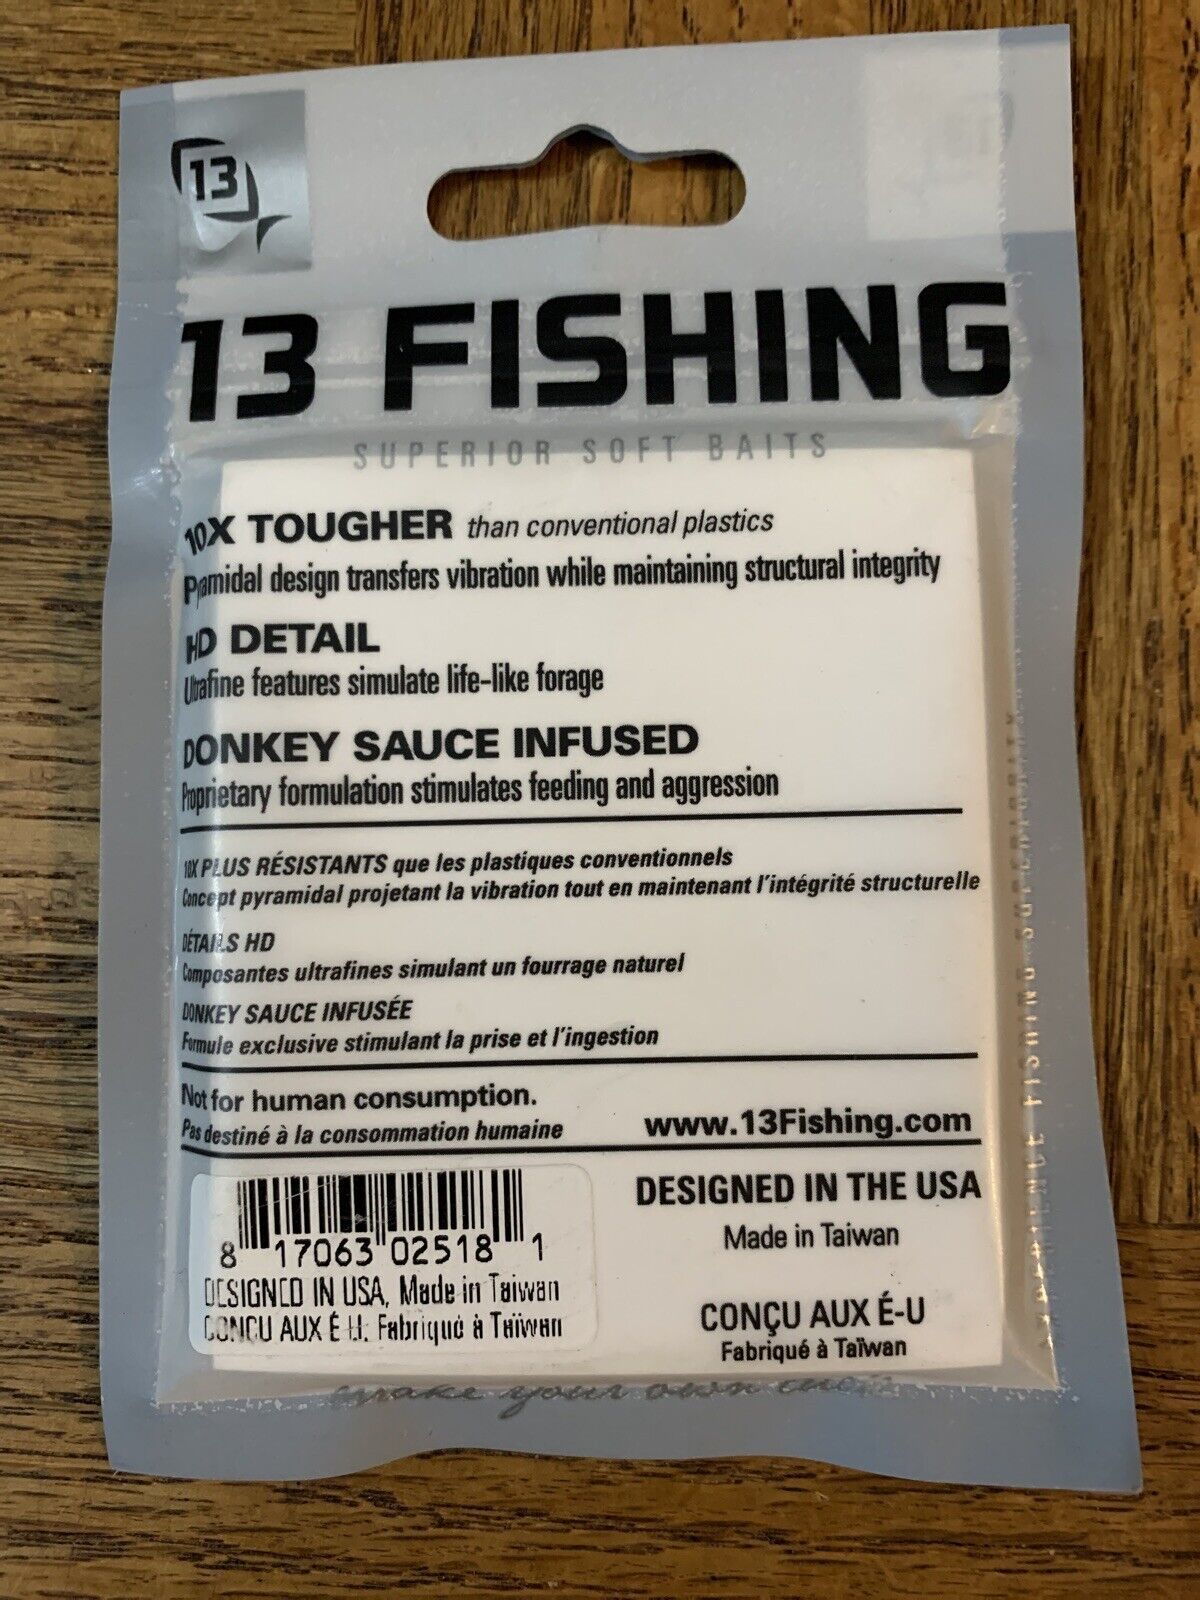 13
13 FISHING
SUPERIOR SOFT BAITS
10X TOUGHER than conventional plastics
Pyramidal design transfers vibration while maintaining structural integrity
HD DETAIL
Ultrafine features simulate life-like forage
DONKEY SAUCE INFUSED
Proprietary formulation stimulates feeding and aggression
10X PLUS RÉSISTANTS que les plastiques conventionnels
Concept pyramidal projetant la vibration tout en maintenant l'intégrité structurelle
DÉTAILS HD
Composantes ultrafines simulant un fourrage naturel
DONKEY SAUCE INFUSÉE
Formule exclusive stimulant la prise et l'ingestion
Not for human consumption.
Pas destiné à la consommation humaine
www.13Fishing.com
8 17063 02518 1
DESIGNED IN USA, Made in Taiwan
CONÇU AUX É-U. Fabriqué à Taïwan
DESIGNED IN THE USA
Made in Taiwan
CONÇU AUX É-U
Fabriqué à Taïwan
make your own
FISHING